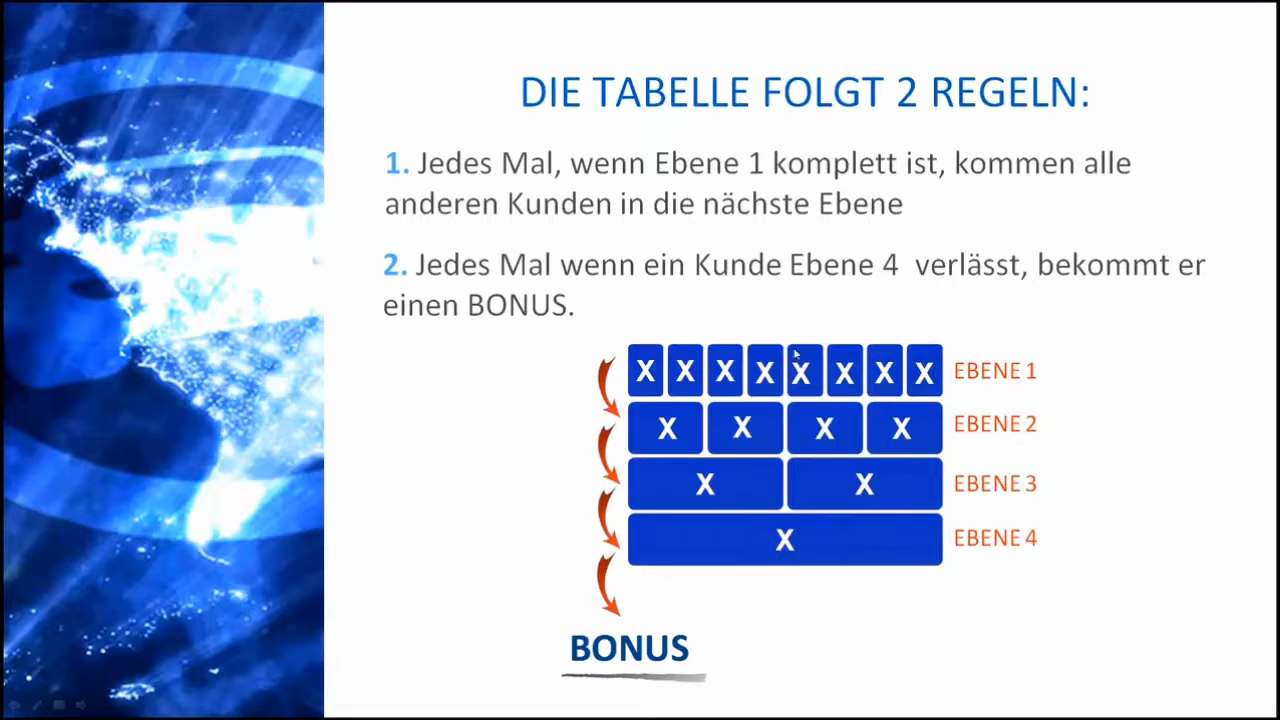 DIE TABELLE FOLGT 2 REGELN:
1. Jedes Mal, wenn Ebene 1 komplett ist, kommen alle
anderen Kunden in die nächste Ebene
2. Jedes Mal wenn ein Kunde Ebene 4 verlässt, bekommt er
einen BONUS.
X X X X X X X X EBENE 1
X X X X EBENE 2
X X EBENE 3
X EBENE 4
BONUS